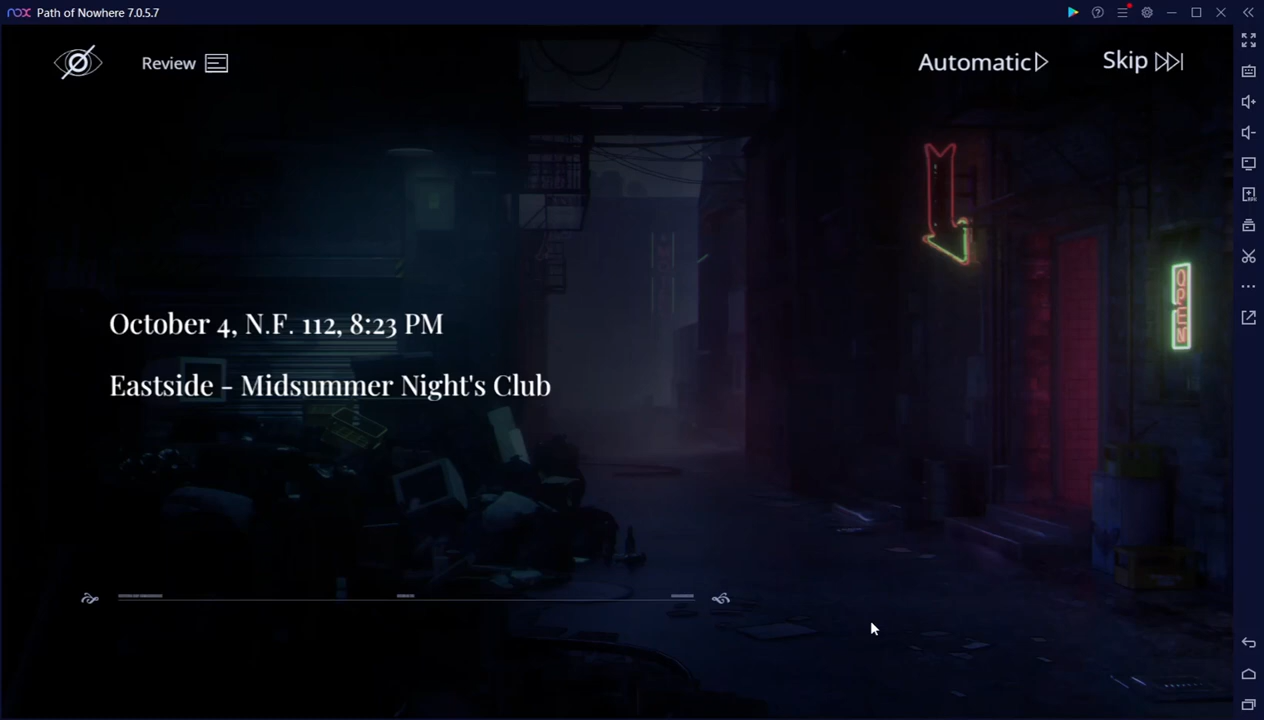 nox Path of Nowhere 7.0.5.7
Review
Automatic
Skip
OPEN
October 4, N.F. 112, 8:23 PM
Eastside - Midsummer Night's Club